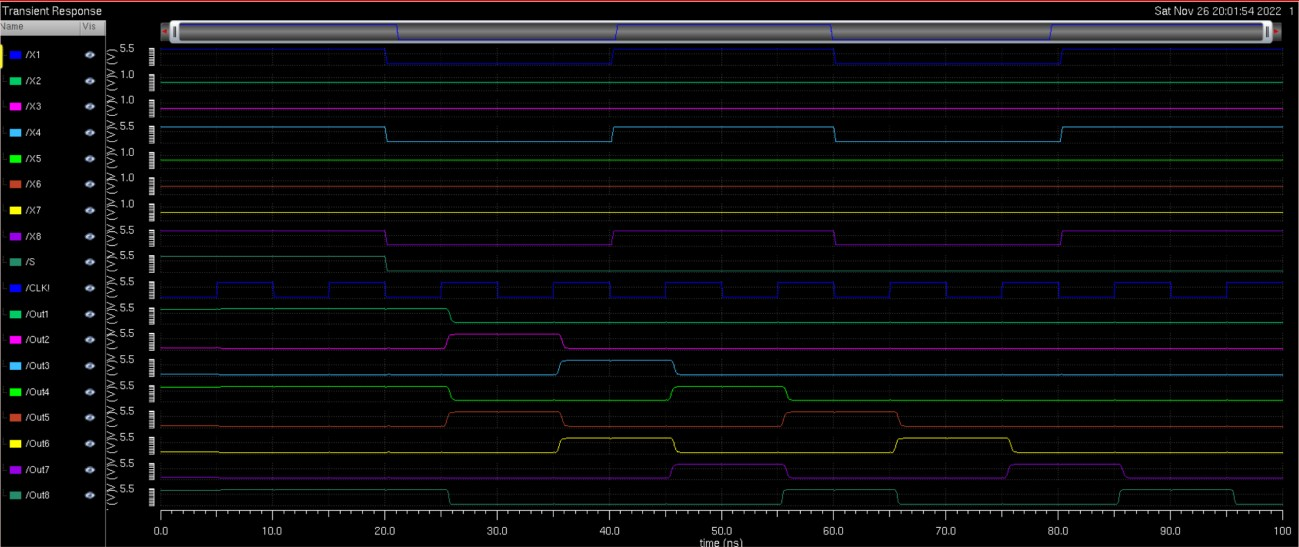 Transient Response
Sat Nov 26 20:01:54 2022 1
Name Vis
/X1 5.5
/X2 1.0
/X3 1.0
/X4 5.5
/X5 1.0
/X6 1.0
/X7 1.0
/X8 5.5
/S 5.5
/CLK! 5.5
/Out1 5.5
/Out2 5.5
/Out3 5.5
/Out4 5.5
/Out5 5.5
/Out6 5.5
/Out7 5.5
/Out8 5.5
0.0 10.0 20.0 30.0 40.0 50.0 60.0 70.0 80.0 90.0 100
time (ns)